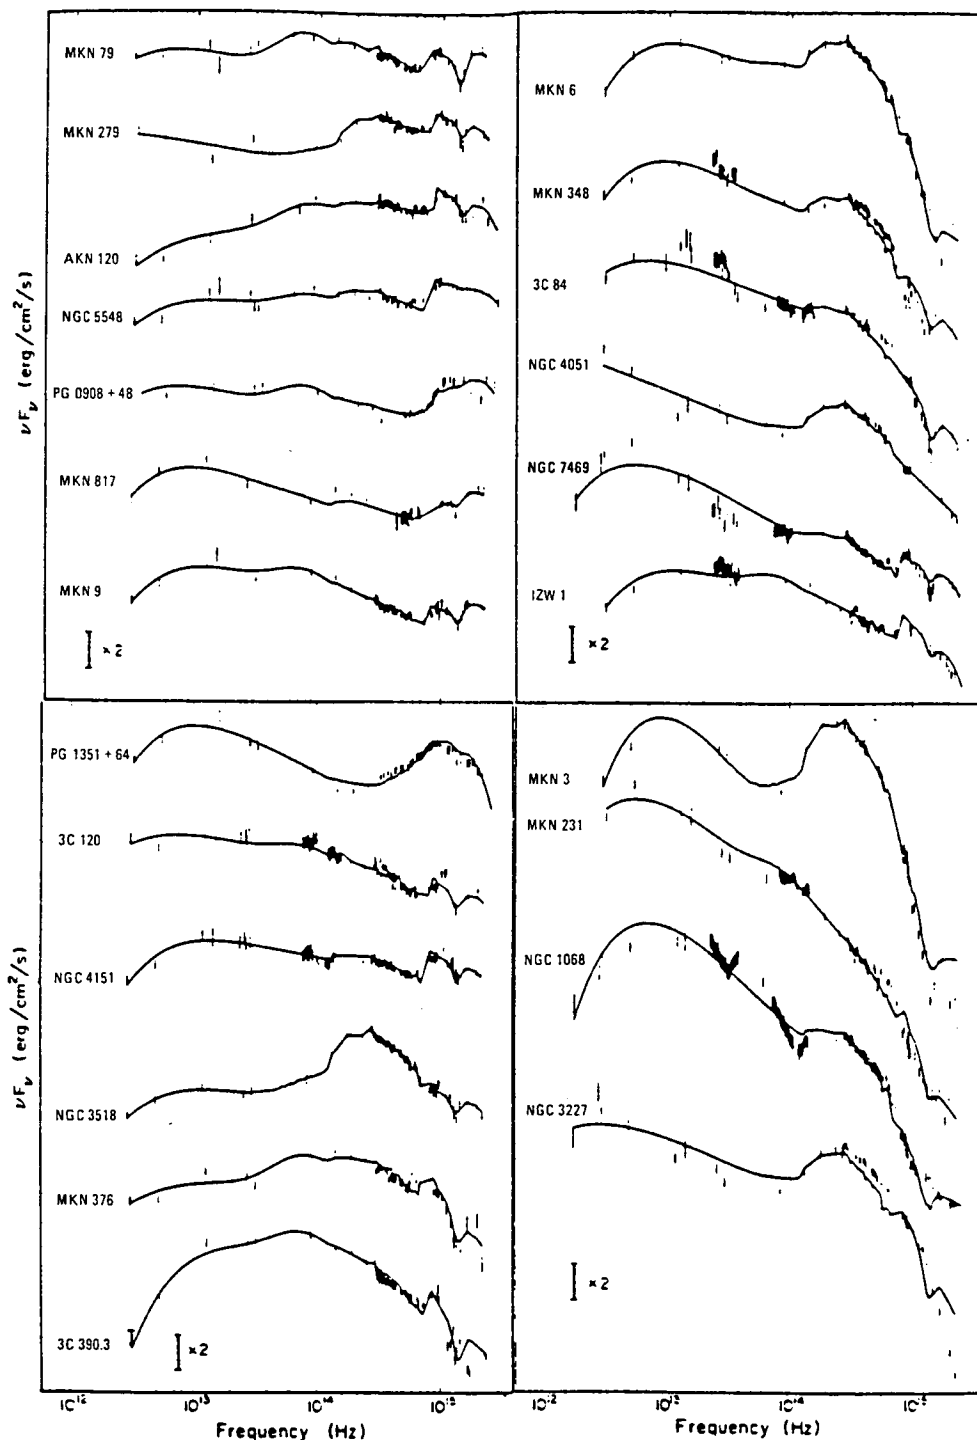 MKN 79
MKN 279
AKN 120
NGC 5548
PG 0908 + 48
MKN 817
MKN 9
× 2
νFν (erg/cm²/s)
MKN 6
MKN 348
3C 84
NGC 4051
NGC 7469
IZW 1
× 2
PG 1351 + 64
3C 120
NGC 4151
NGC 3518
MKN 376
3C 390.3
× 2
νFν (erg/cm²/s)
10¹² 10¹³ 10¹⁴ 10¹⁵
Frequency (Hz)
MKN 3
MKN 231
NGC 1068
NGC 3227
× 2
10¹² 10¹³ 10¹⁴ 10¹⁵
Frequency (Hz)